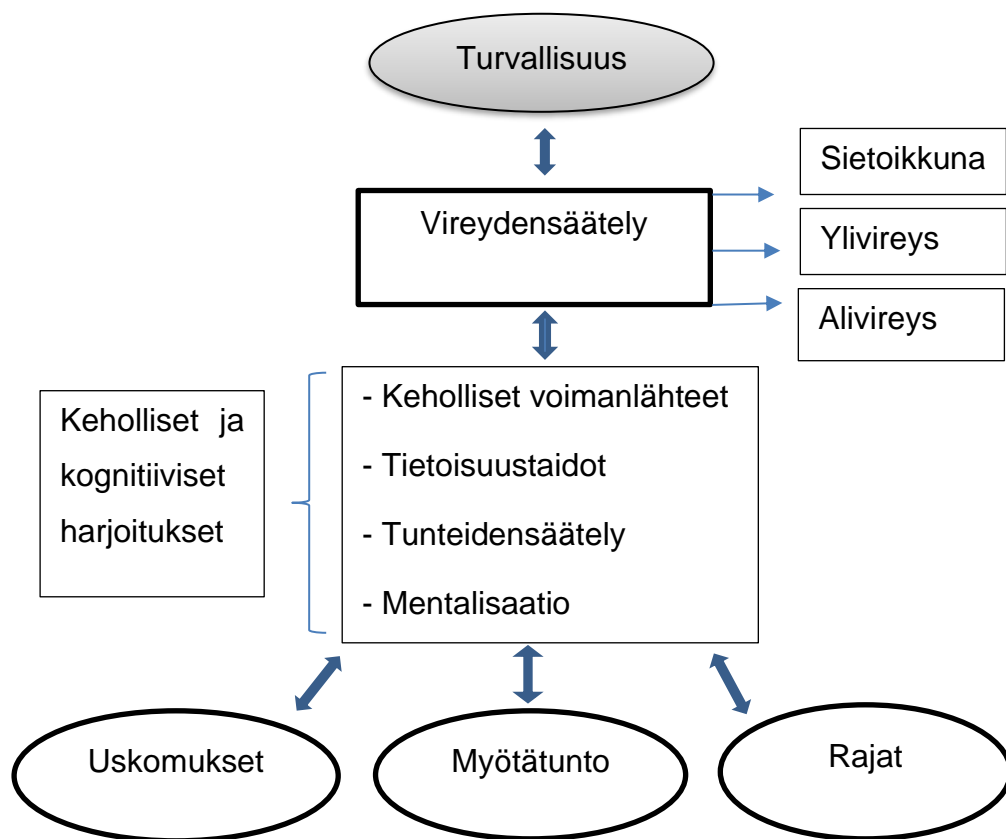 Turvallisuus
Vireydensäätely
Sietoikkuna
Ylivireys
Alivireys
Keholliset ja
kognitiiviset
harjoitukset
- Keholliset voimanlähteet
- Tietoisuustaidot
- Tunteidensäätely
- Mentalisaatio
Uskomukset
Myötätunto
Rajat